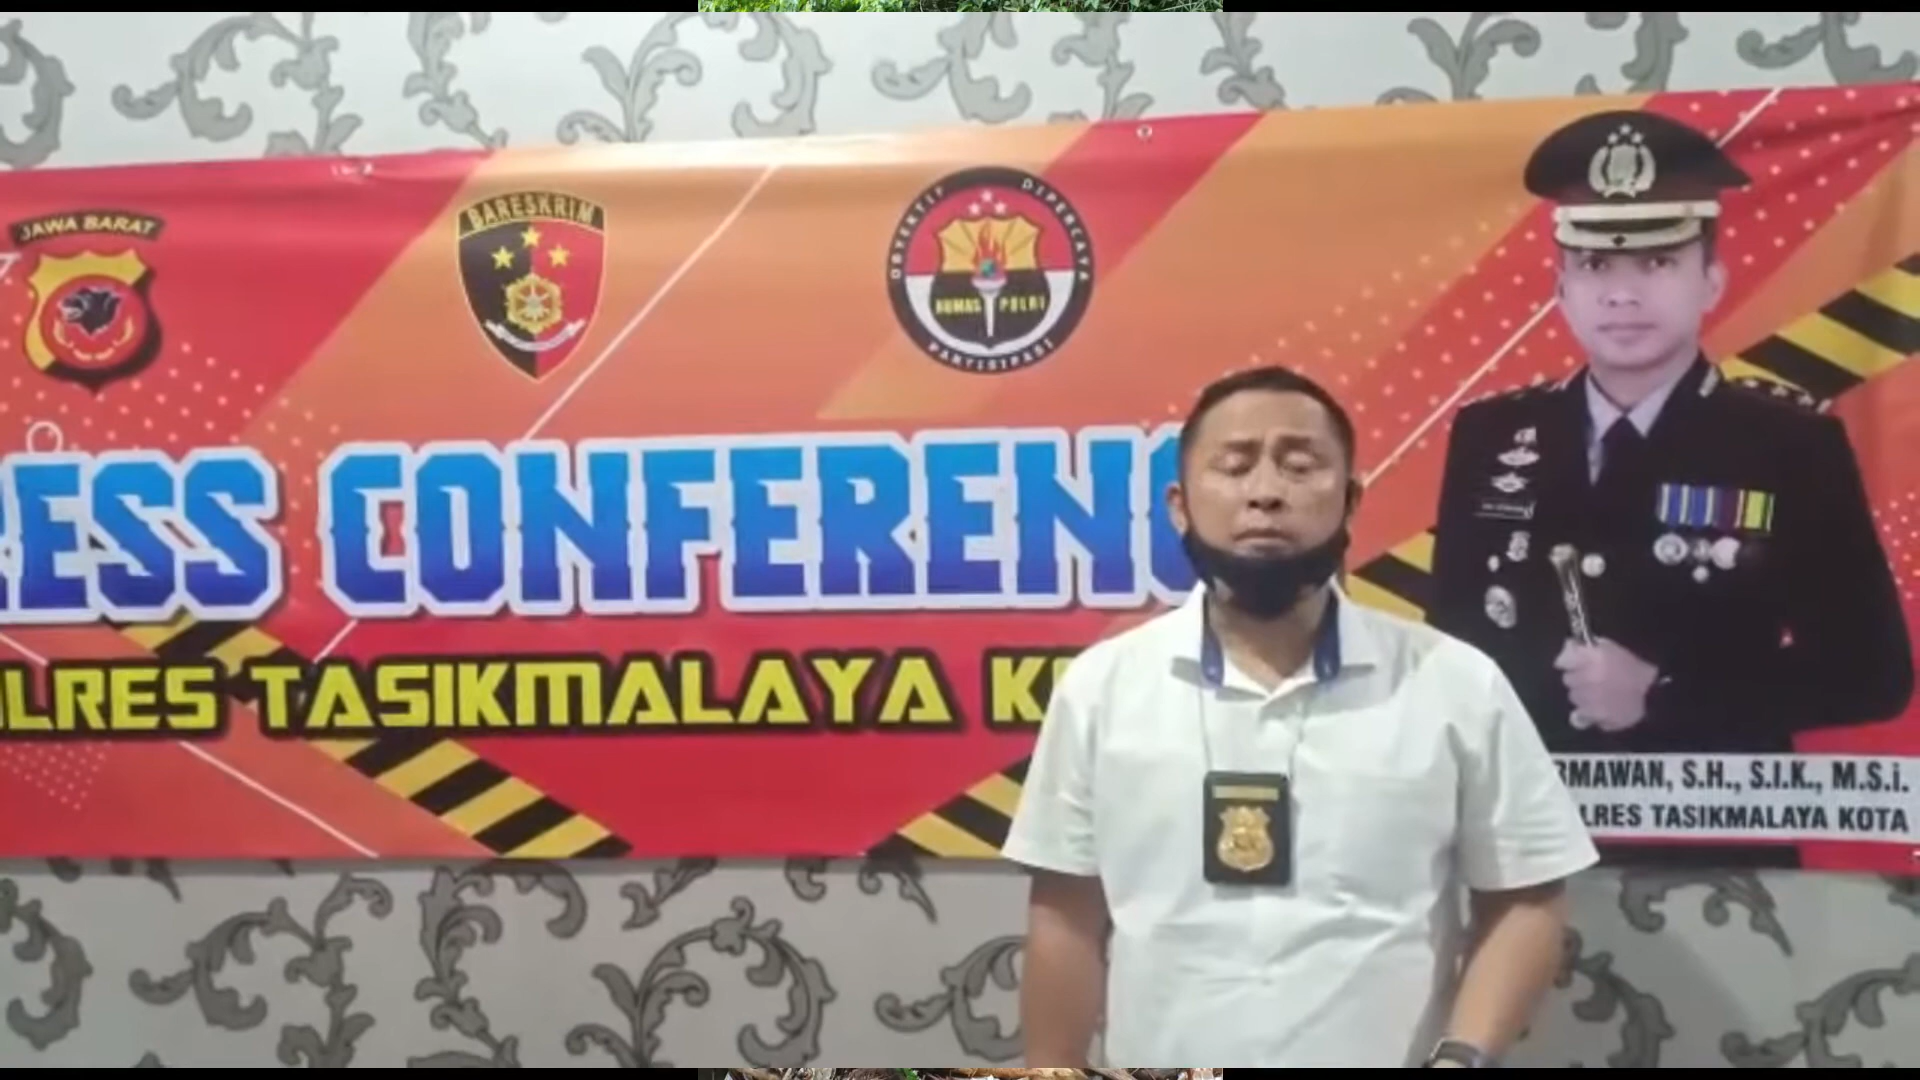 JAWA BARAT
BARESKRIM
OBYEKTIF DIPERCAYA
HUMAS POLRI
PARTISIPASI
RESS CONFERENC
LRES TASIKMALAYA K
RMAWAN, S.H., S.I.K., M.S.i.
LRES TASIKMALAYA KOTA